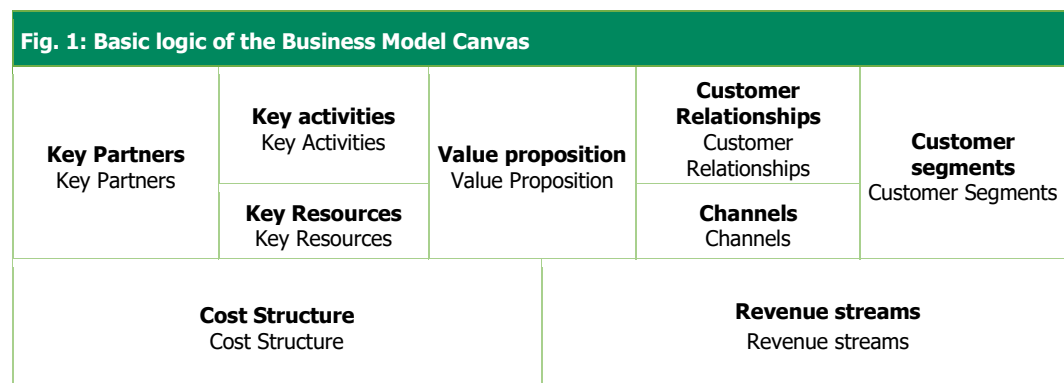 Fig. 1: Basic logic of the Business Model Canvas
Key Partners
Key Partners
Key activities
Key Activities
Key Resources
Key Resources
Value proposition
Value Proposition
Customer
Relationships
Customer
Relationships
Channels
Channels
Customer
segments
Customer Segments
Cost Structure
Cost Structure
Revenue streams
Revenue streams